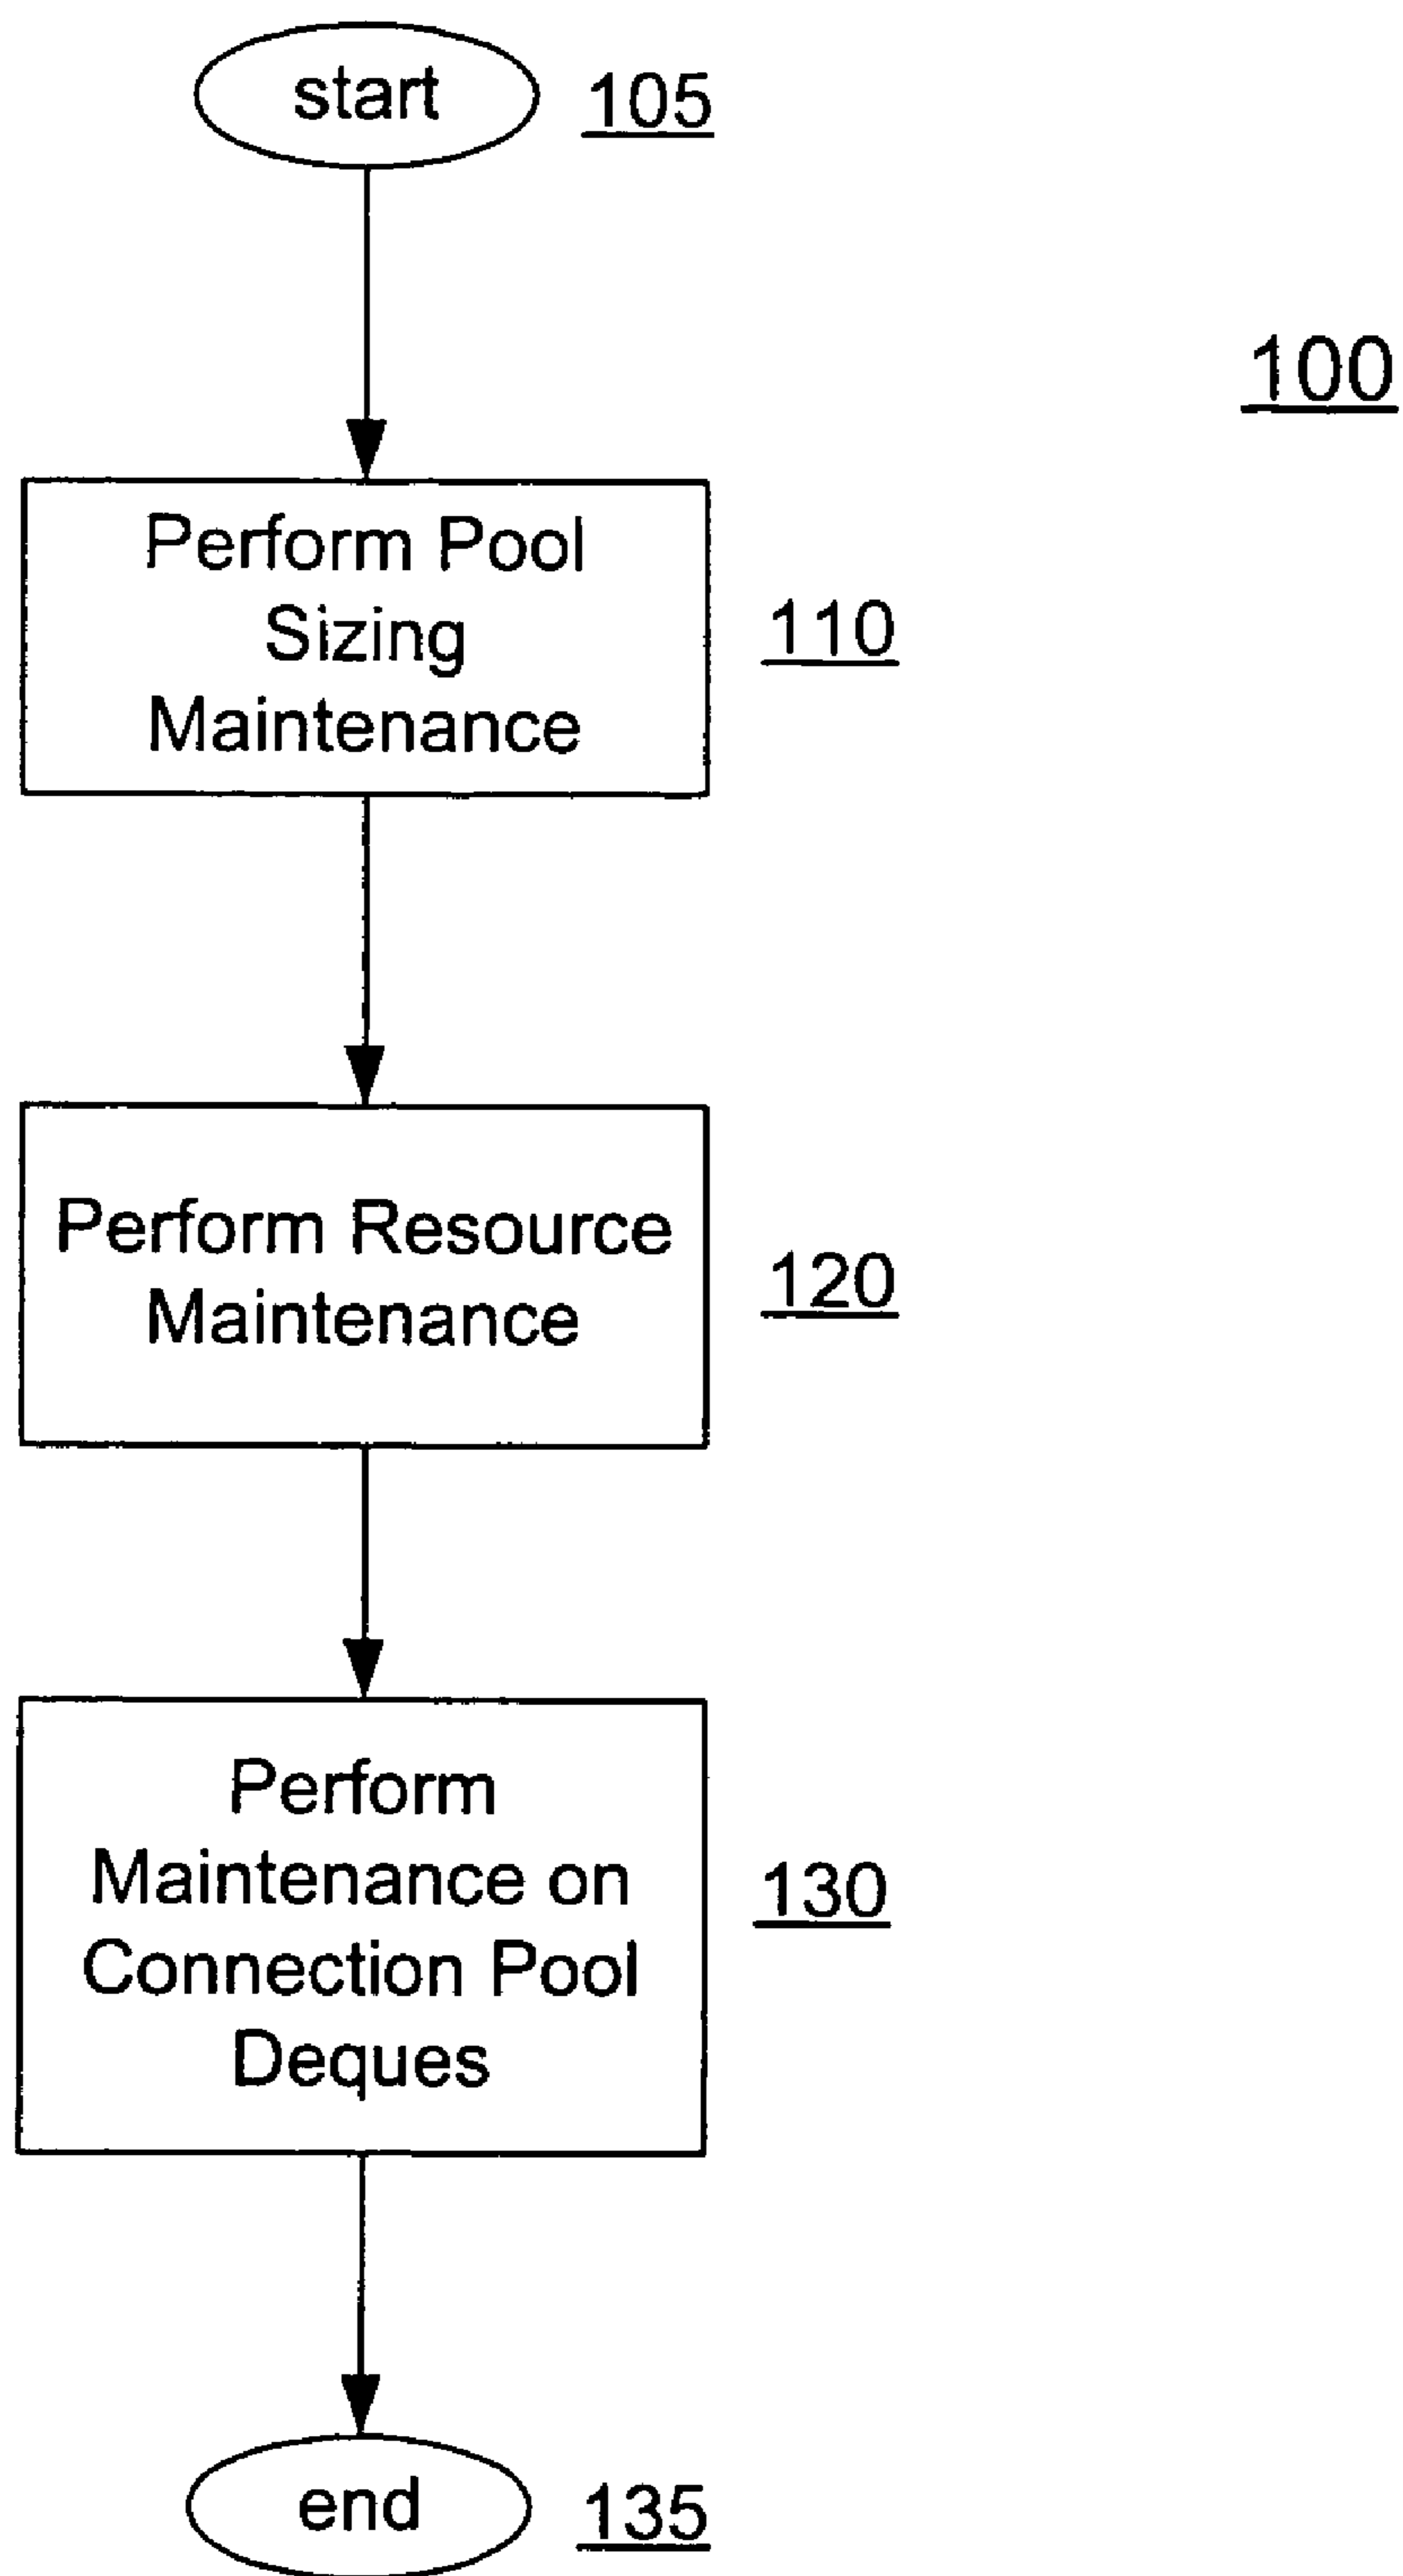 start
105
100
Perform Pool
Sizing
Maintenance
110
Perform Resource
Maintenance
120
Perform
Maintenance on
Connection Pool
Deques
130
end
135